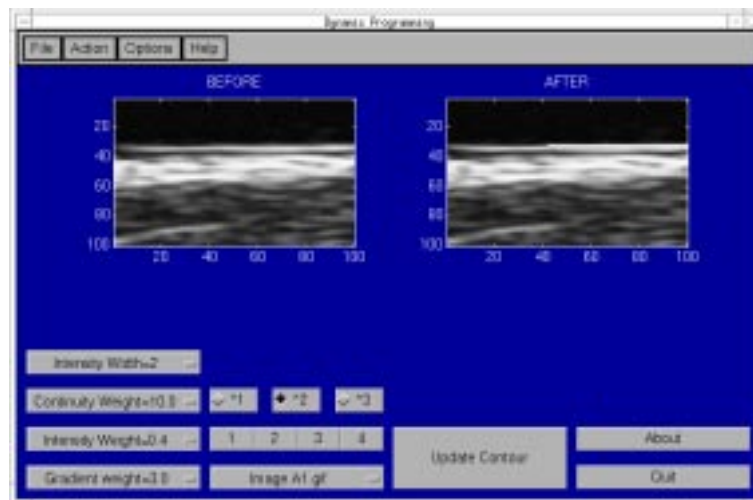 Dynamic Programming
File Action Options Help
BEFORE AFTER
20 20
40 40
60 60
80 80
100 100
20 40 60 80 100 20 40 60 80 100
Intensity Width=2
Continuity Weight=10.0 ^1 ^2 ^3
Intensity Weight=0.4 1 2 3 4
Update Contour
About
Gradient weight=3.0 Image A1.gif
Quit